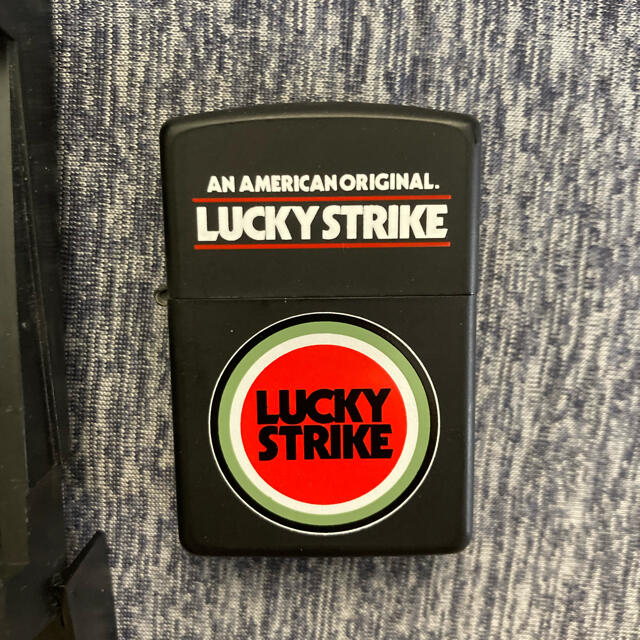 AN AMERICAN ORIGINAL.
LUCKY STRIKE
LUCKY
STRIKE